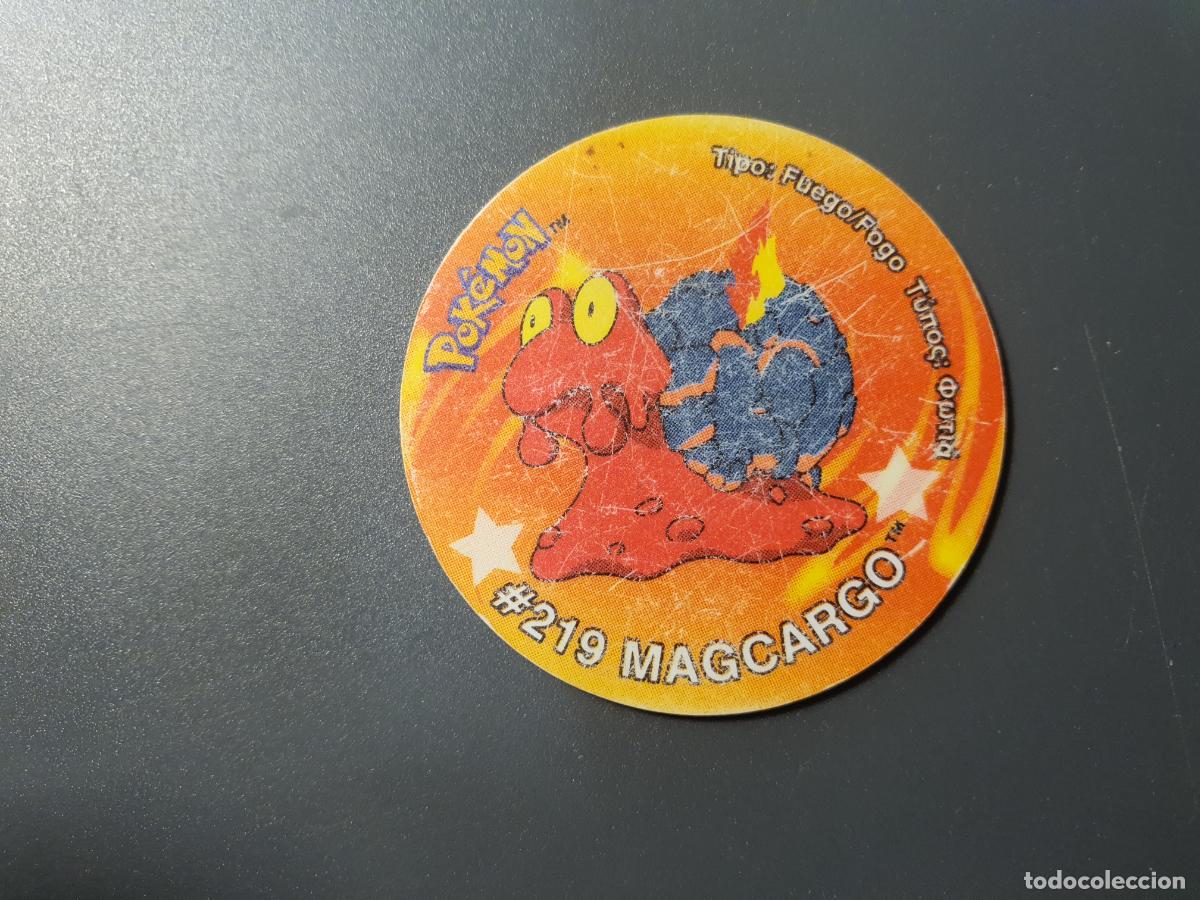 POKéMON™
Tipo: Fuego/Fogo Τύπος: Φωτιά
#219 MAGCARGO™
todocoleccion